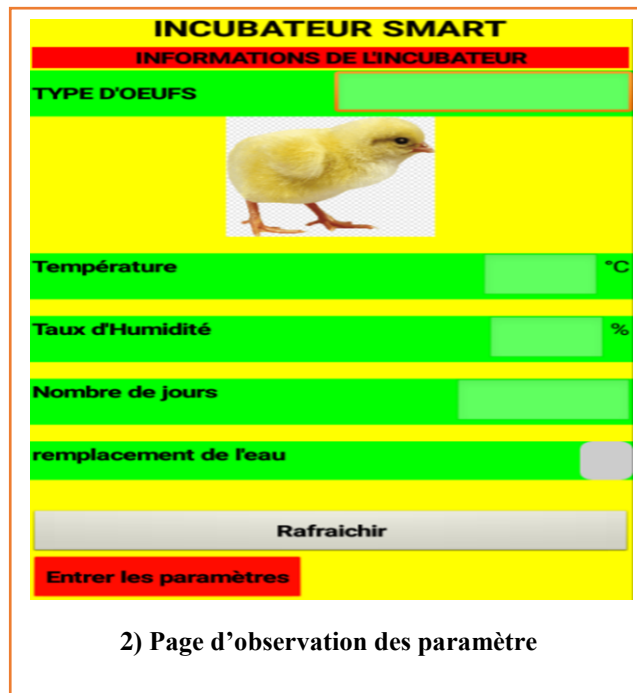 INCUBATEUR SMART
INFORMATIONS DE L'INCUBATEUR
TYPE D'OEUFS
Température °C
Taux d'Humidité %
Nombre de jours
remplacement de l'eau
Rafraichir
Entrer les paramètres
2) Page d’observation des paramètre